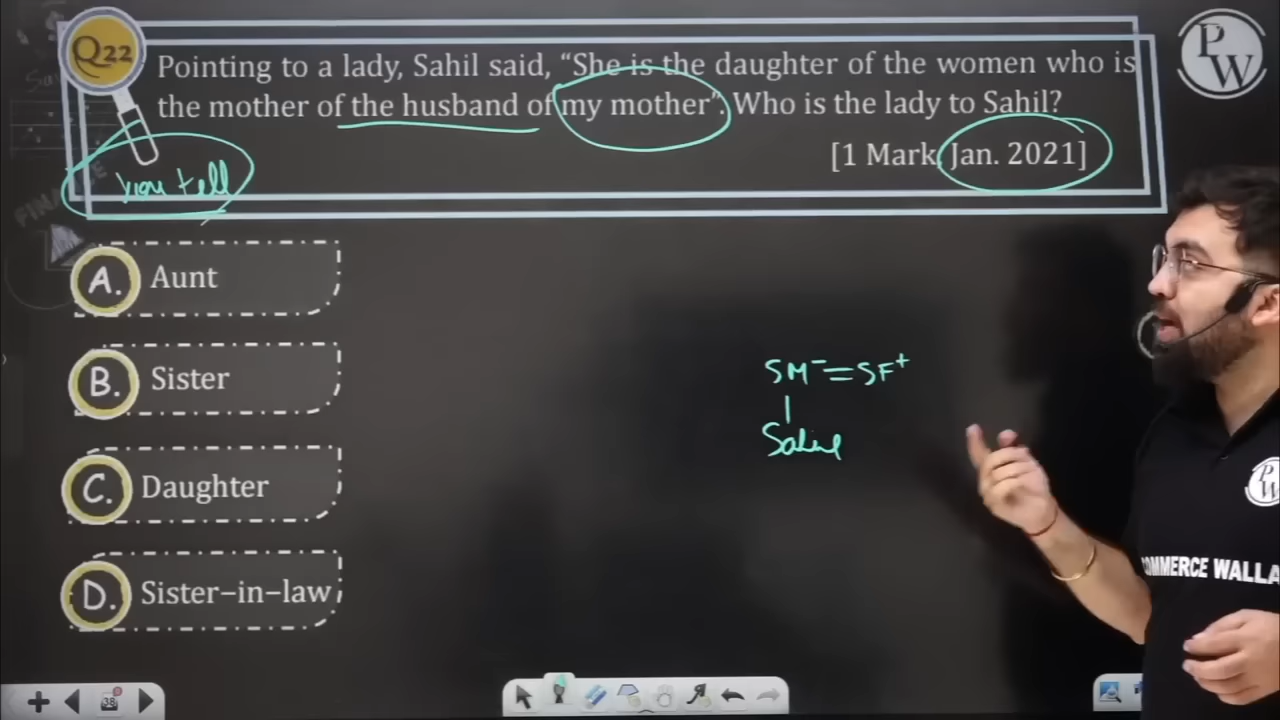 Q22
Pointing to a lady, Sahil said, “She is the daughter of the women who is
the mother of the husband of my mother”. Who is the lady to Sahil?
[1 Mark, Jan. 2021]
You tell
A. Aunt
B. Sister
C. Daughter
D. Sister–in–law
SM⁻=SF⁺
Sahil
PW
PW
COMMERCE WALLA
38